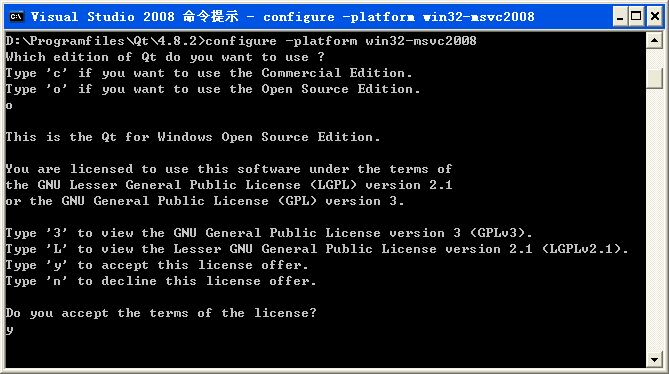 Visual Studio 2008 命令提示 - configure -platform win32-msvc2008
D:\Programfiles\Qt\4.8.2>configure -platform win32-msvc2008
Which edition of Qt do you want to use ?
Type 'c' if you want to use the Commercial Edition.
Type 'o' if you want to use the Open Source Edition.
o
This is the Qt for Windows Open Source Edition.
You are licensed to use this software under the terms of
the GNU Lesser General Public License (LGPL) version 2.1
or the GNU General Public License (GPL) version 3.
Type '3' to view the GNU General Public License version 3 (GPLv3).
Type 'L' to view the Lesser GNU General Public License version 2.1 (LGPLv2.1).
Type 'y' to accept this license offer.
Type 'n' to decline this license offer.
Do you accept the terms of the license?
y